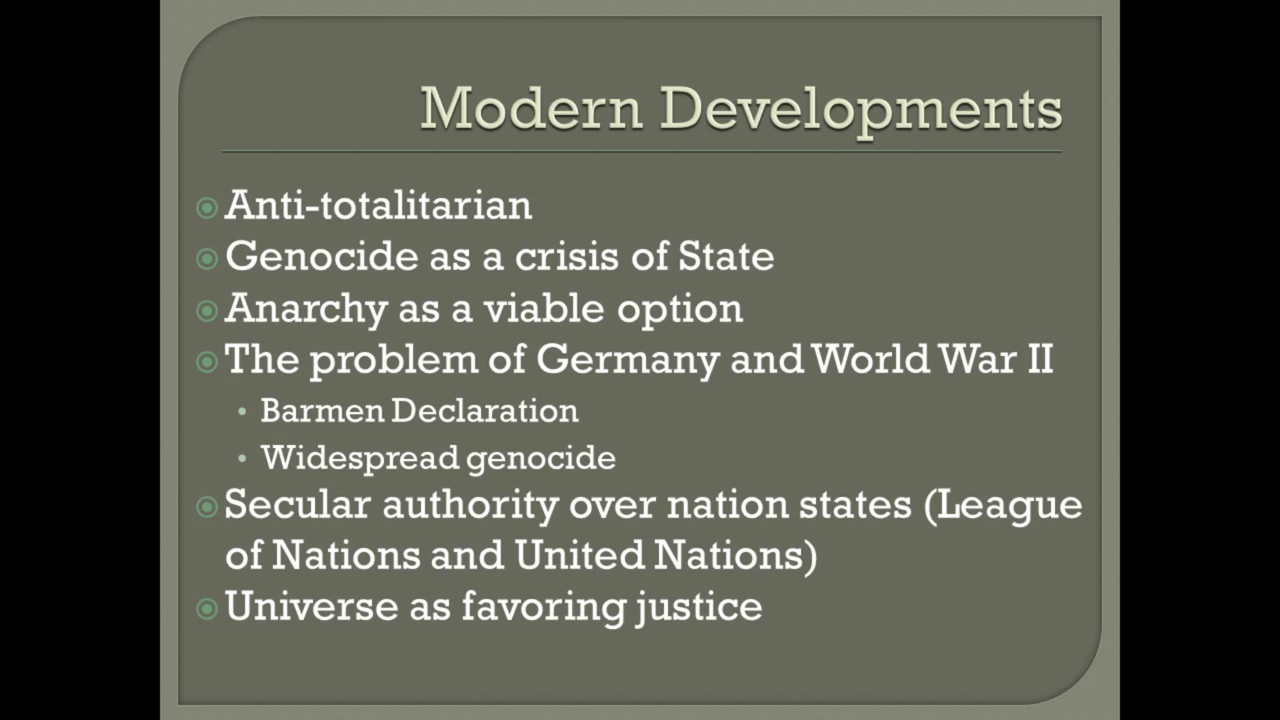 Modern Developments
Anti-totalitarian
Genocide as a crisis of State
Anarchy as a viable option
The problem of Germany and World War II
Barmen Declaration
Widespread genocide
Secular authority over nation states (League
of Nations and United Nations)
Universe as favoring justice